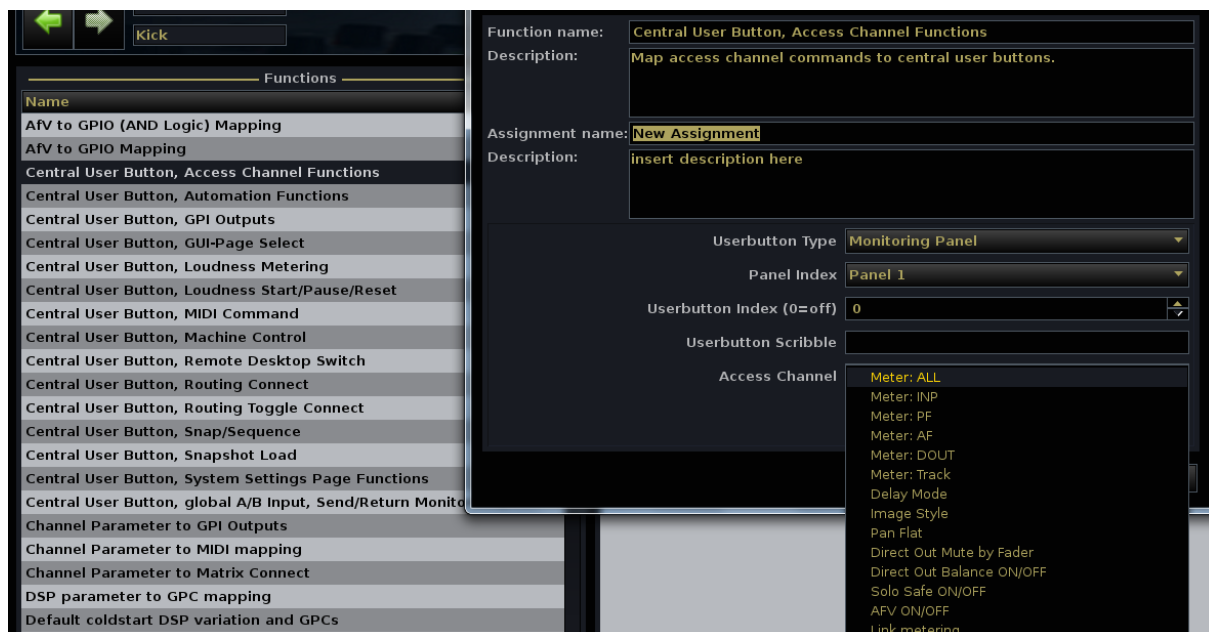 Kick
Functions
Name
AfV to GPIO (AND Logic) Mapping
AfV to GPIO Mapping
Central User Button, Access Channel Functions
Central User Button, Automation Functions
Central User Button, GPI Outputs
Central User Button, GUI-Page Select
Central User Button, Loudness Metering
Central User Button, Loudness Start/Pause/Reset
Central User Button, MIDI Command
Central User Button, Machine Control
Central User Button, Remote Desktop Switch
Central User Button, Routing Connect
Central User Button, Routing Toggle Connect
Central User Button, Snap/Sequence
Central User Button, Snapshot Load
Central User Button, System Settings Page Functions
Central User Button, global A/B Input, Send/Return Monito
Channel Parameter to GPI Outputs
Channel Parameter to MIDI mapping
Channel Parameter to Matrix Connect
DSP parameter to GPC mapping
Default coldstart DSP variation and GPCs
Function name: Central User Button, Access Channel Functions
Description: Map access channel commands to central user buttons.
Assignment name: New Assignment
Description: insert description here
Userbutton Type Monitoring Panel
Panel Index Panel 1
Userbutton Index (0=off) 0
Userbutton Scribble
Access Channel
Meter: ALL
Meter: INP
Meter: PF
Meter: AF
Meter: DOUT
Meter: Track
Delay Mode
Image Style
Pan Flat
Direct Out Mute by Fader
Direct Out Balance ON/OFF
Solo Safe ON/OFF
AFV ON/OFF
Link metering